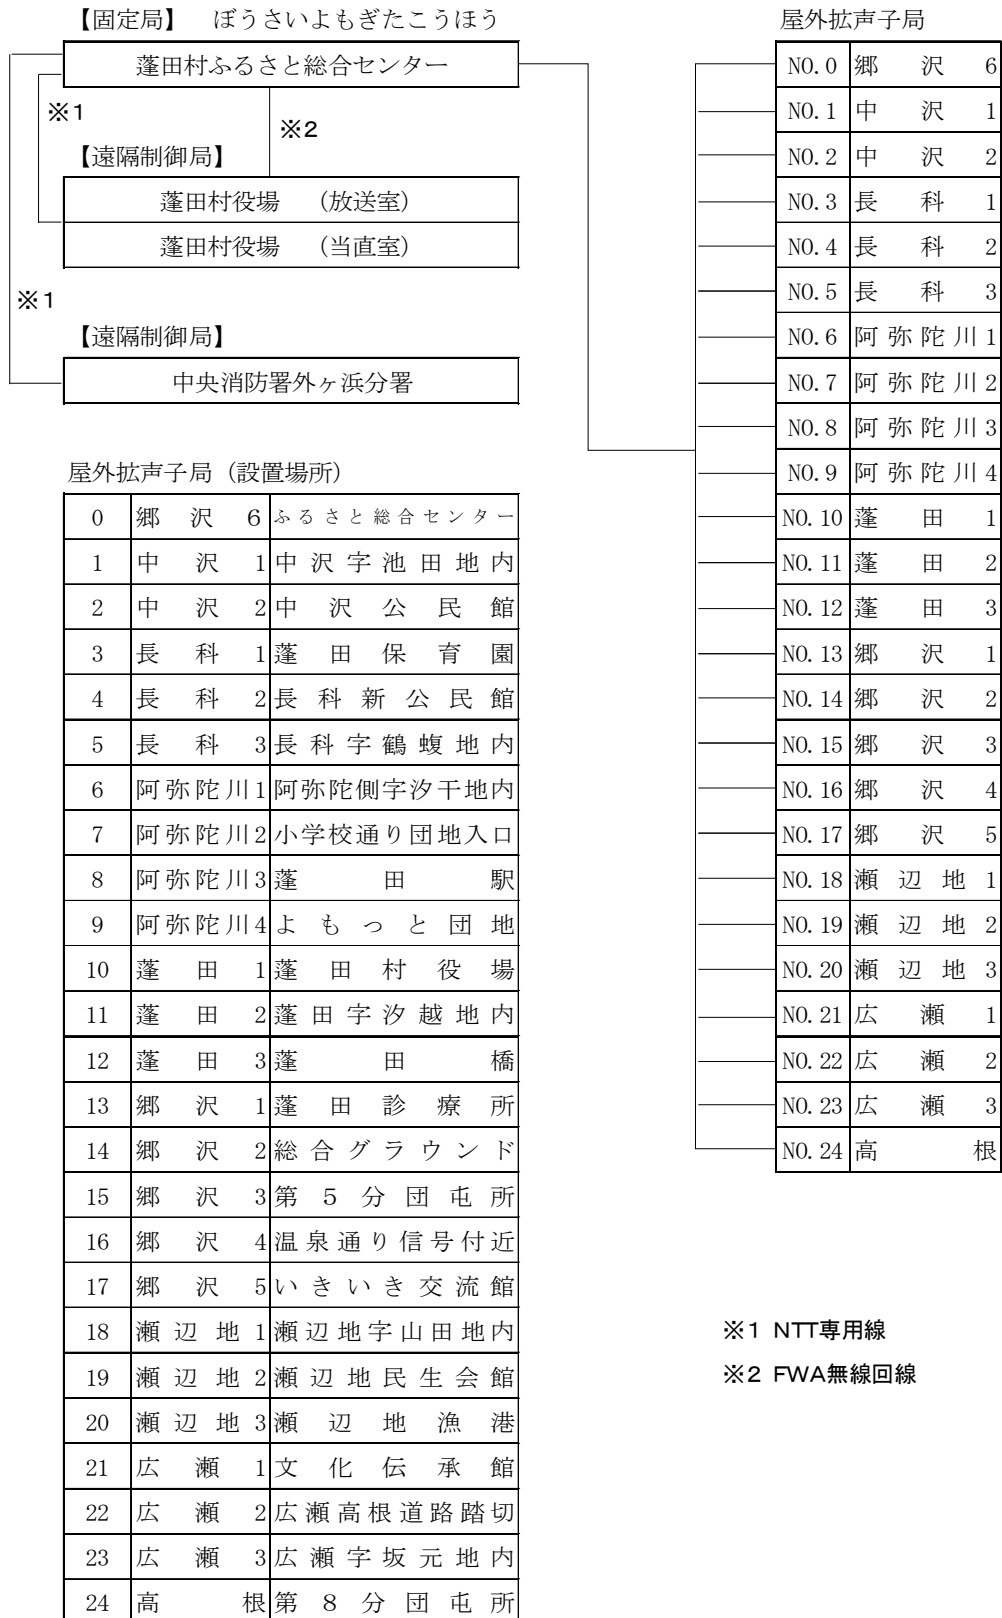 【固定局】 ぼうさいよもぎたこうほう
蓬田村ふるさと総合センター
※1
※2
【遠隔制御局】
蓬田村役場 (放送室)
蓬田村役場 (当直室)
※1
【遠隔制御局】
中央消防署外ヶ浜分署
屋外拡声子局(設置場所)
0 郷沢6 ふるさと総合センター
1 中沢1 中沢字池田地内
2 中沢2 中沢公民館
3 長科1 蓬田保育園
4 長科2 長科新公民館
5 長科3 長科字鶴蝮地内
6 阿弥陀川1 阿弥陀側字汐干地内
7 阿弥陀川2 小学校通り団地入口
8 阿弥陀川3 蓬田駅
9 阿弥陀川4 よもっと団地
10 蓬田1 蓬田村役場
11 蓬田2 蓬田字汐越地内
12 蓬田3 蓬田橋
13 郷沢1 蓬田診療所
14 郷沢2 総合グラウンド
15 郷沢3 第5分団屯所
16 郷沢4 温泉通り信号付近
17 郷沢5 いきいき交流館
18 瀬辺地1 瀬辺地字山田地内
19 瀬辺地2 瀬辺地民生会館
20 瀬辺地3 瀬辺地漁港
21 広瀬1 文化伝承館
22 広瀬2 広瀬高根道路踏切
23 広瀬3 広瀬字坂元地内
24 高根 第8分団屯所
屋外拡声子局
NO.0 郷沢6
NO.1 中沢1
NO.2 中沢2
NO.3 長科1
NO.4 長科2
NO.5 長科3
NO.6 阿弥陀川1
NO.7 阿弥陀川2
NO.8 阿弥陀川3
NO.9 阿弥陀川4
NO.10 蓬田1
NO.11 蓬田2
NO.12 蓬田3
NO.13 郷沢1
NO.14 郷沢2
NO.15 郷沢3
NO.16 郷沢4
NO.17 郷沢5
NO.18 瀬辺地1
NO.19 瀬辺地2
NO.20 瀬辺地3
NO.21 広瀬1
NO.22 広瀬2
NO.23 広瀬3
NO.24 高根
※1 NTT専用線
※2 FWA無線回線